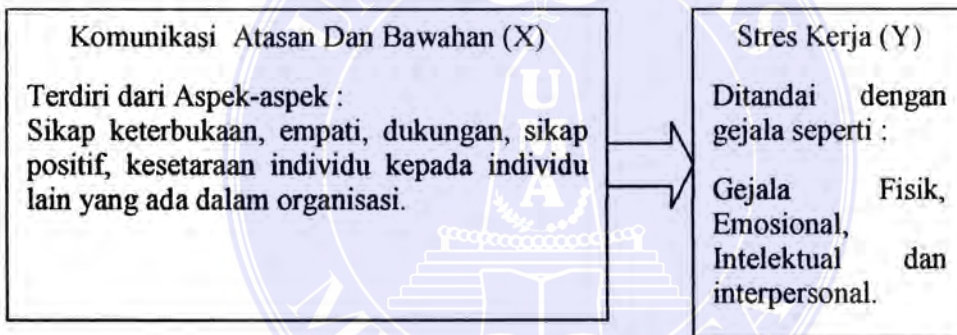 Komunikasi Atasan Dan Bawahan (X)
Terdiri dari Aspek-aspek :
Sikap keterbukaan, empati, dukungan, sikap
positif, kesetaraan individu kepada individu
lain yang ada dalam organisasi.
Stres Kerja (Y)
Ditandai dengan
gejala seperti :
Gejala Fisik,
Emosional,
Intelektual dan
interpersonal.
U
M
A